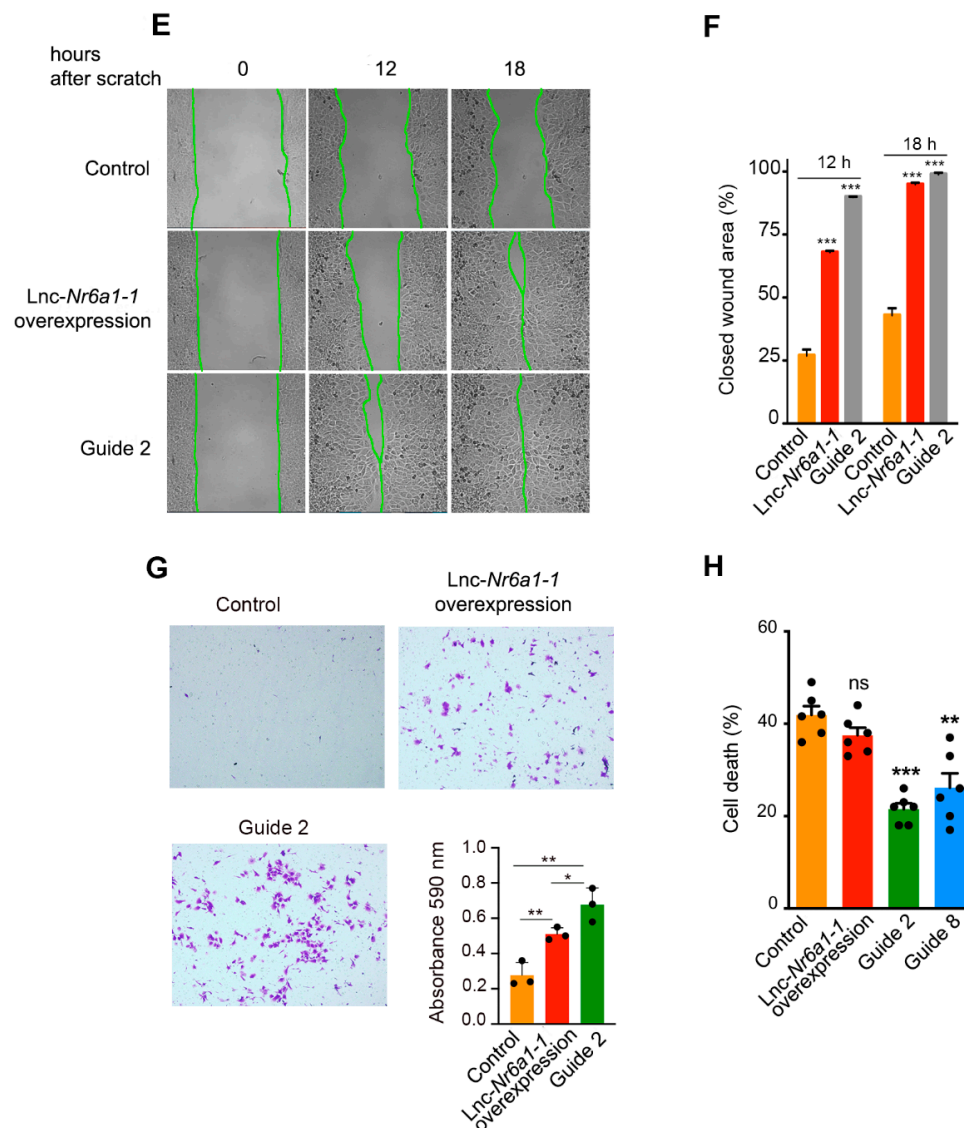 E
hours
after scratch
0
12
18
Control
Lnc-Nr6a1-1
overexpression
Guide 2
F
Closed wound area (%)
100
75
50
25
0
12 h
18 h
***
***
***
***
Control
Lnc-Nr6a1-1
Guide 2
Control
Lnc-Nr6a1-1
Guide 2
G
Control
Lnc-Nr6a1-1
overexpression
Guide 2
Absorbance 590 nm
1.0
0.8
0.6
0.4
0.2
0.0
**
*
**
Control
Lnc-Nr6a1-1
overexpression
Guide 2
H
Cell death (%)
60
40
20
0
ns
***
**
Control
Lnc-Nr6a1-1
overexpression
Guide 2
Guide 8